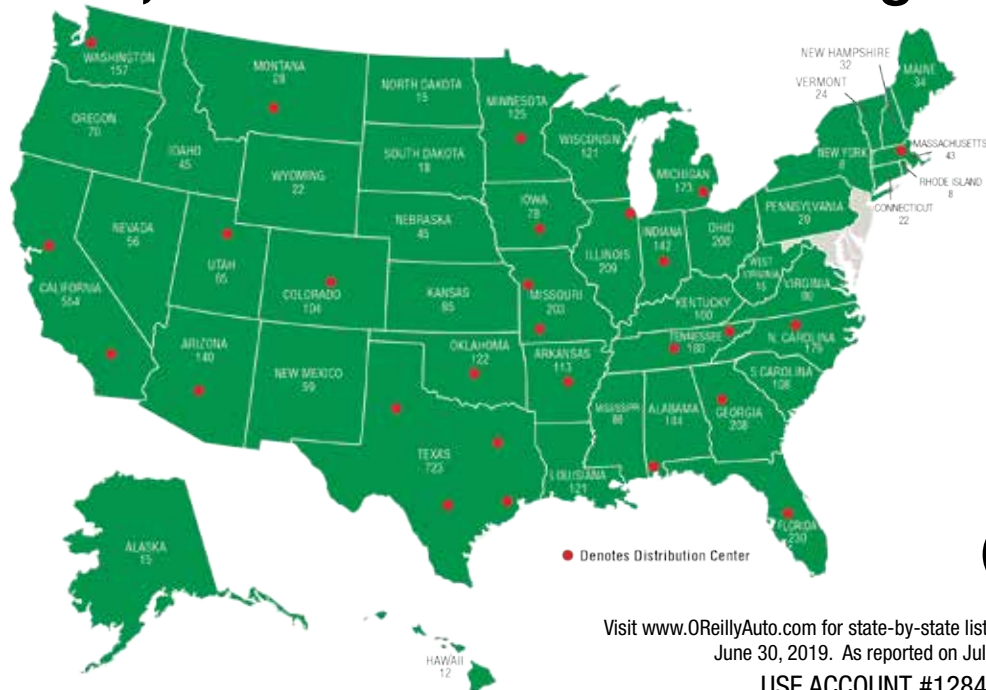 WASHINGTON
157
OREGON
70
IDAHO
45
MONTANA
28
WYOMING
22
NORTH DAKOTA
15
SOUTH DAKOTA
18
NEBRASKA
45
KANSAS
85
MINNESOTA
125
WISCONSIN
121
IOWA
78
ILLINOIS
209
MICHIGAN
173
INDIANA
142
OHIO
200
NEW HAMPSHIRE
32
VERMONT
24
MAINE
34
MASSACHUSETTS
43
NEW YORK
RHODE ISLAND
8
CONNECTICUT
22
PENNSYLVANIA
29
WEST
VIRGINIA
VIRGINIA
KENTUCKY
100
N. CAROLINA
S CAROLINA
108
TENNESSEE
160
GEORGIA
208
ALABAMA
MISSISSIPPI
FLORIDA
230
LOUISIANA
121
ARKANSAS
113
MISSOURI
203
OKLAHOMA
122
TEXAS
723
NEW MEXICO
59
COLORADO
104
UTAH
65
NEVADA
56
CALIFORNIA
554
ARIZONA
140
ALASKA
15
HAWAII
12
Denotes Distribution Center
Visit www.OReillyAuto.com for state-by-state list
June 30, 2019. As reported on Jul
USE ACCOUNT #1284